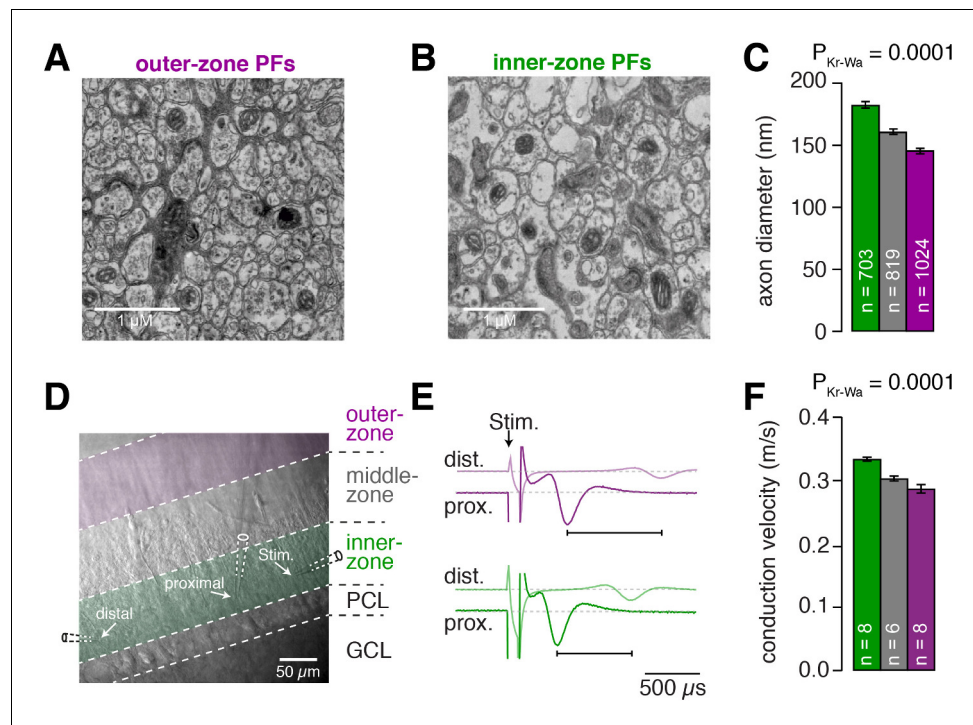 A
outer-zone PFs
1 μM
B
inner-zone PFs
1 μM
C
P Kr-Wa = 0.0001
axon diameter (nm)
200
150
100
50
0
n = 703
n = 819
n = 1024
D
outer-
zone
middle-
zone
inner-
zone
PCL
GCL
Stim.
proximal
distal
50 μm
E
Stim.
dist.
prox.
dist.
prox.
500 μs
F
P Kr-Wa = 0.0001
conduction velocity (m/s)
0.4
0.3
0.2
0.1
0.0
n = 8
n = 6
n = 8